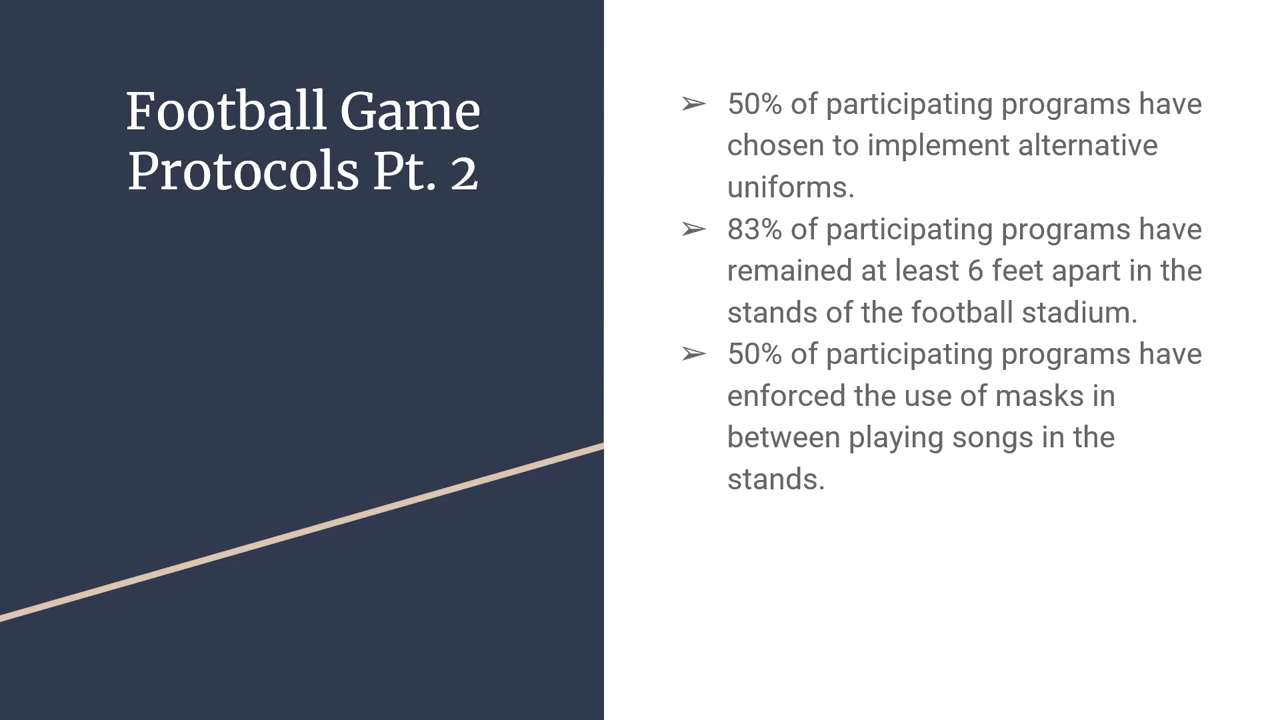 Football Game
Protocols Pt. 2
➢ 50% of participating programs have
chosen to implement alternative
uniforms.
➢ 83% of participating programs have
remained at least 6 feet apart in the
stands of the football stadium.
➢ 50% of participating programs have
enforced the use of masks in
between playing songs in the
stands.